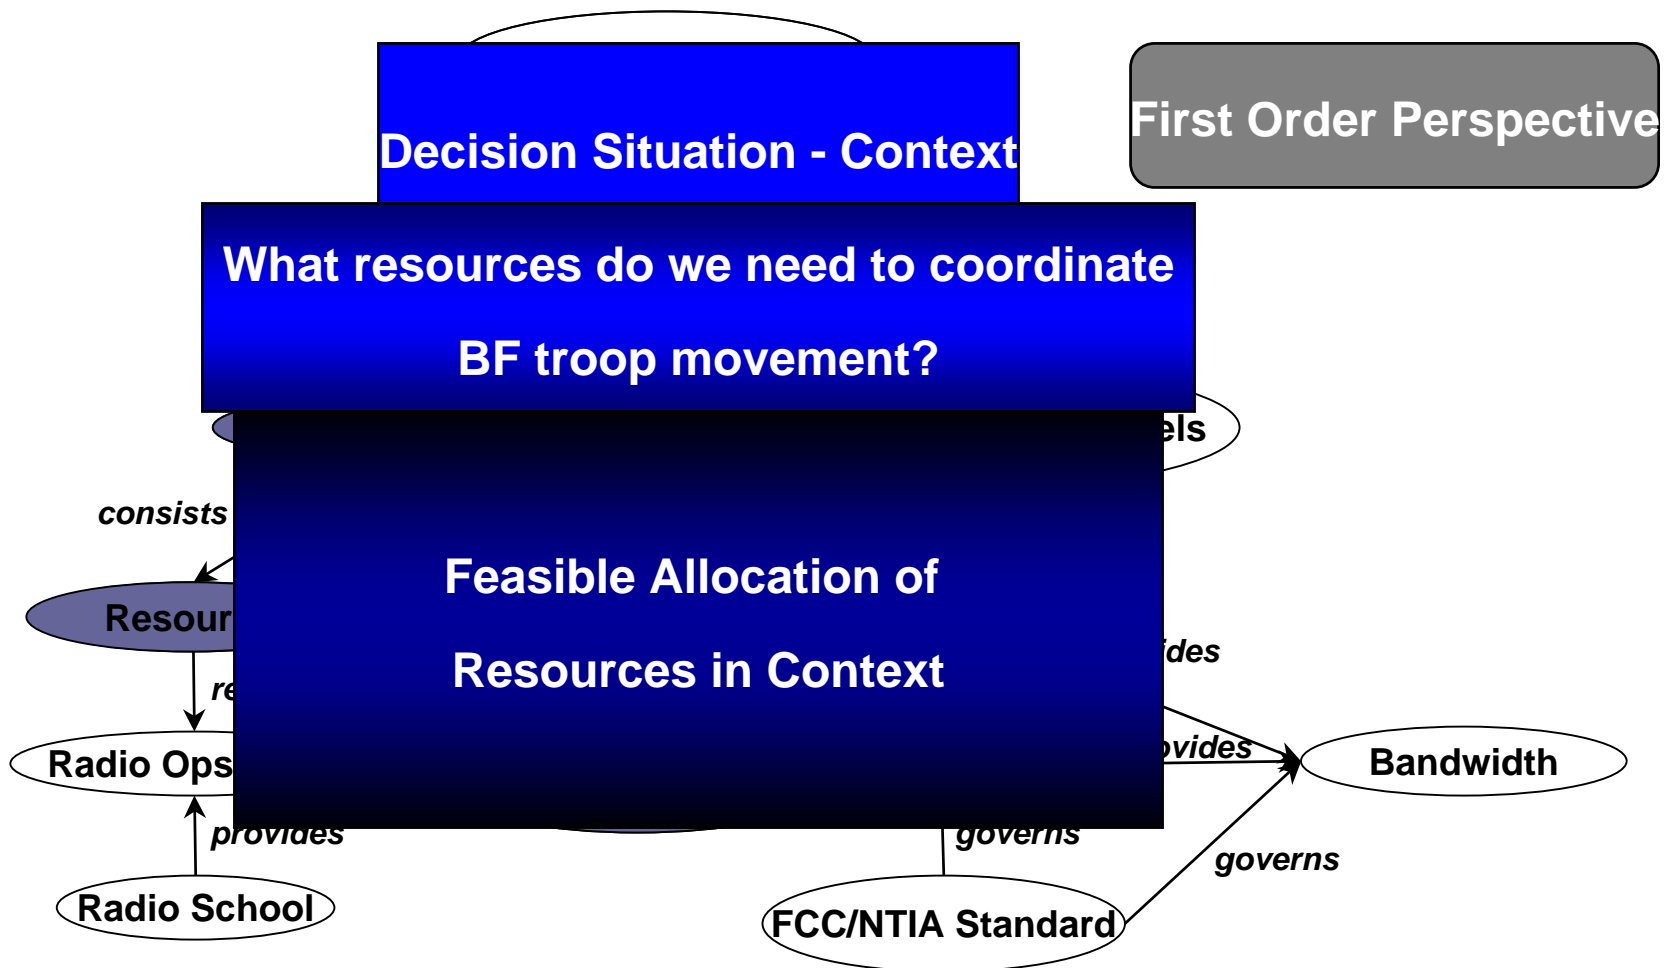 First Order Perspective
Decision Situation - Context
What resources do we need to coordinate
BF troop movement?
els
consists
Feasible Allocation of
Resources in Context
Resour
ides
re
Radio Ops
ovides
Bandwidth
provides
governs
governs
Radio School
FCC/NTIA Standard